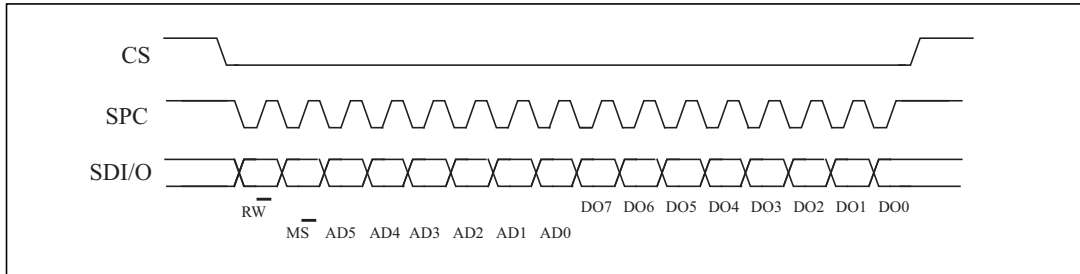 CS
SPC
SDI/O
RW DO7 DO6 DO5 DO4 DO3 DO2 DO1 DO0
MS AD5 AD4 AD3 AD2 AD1 AD0